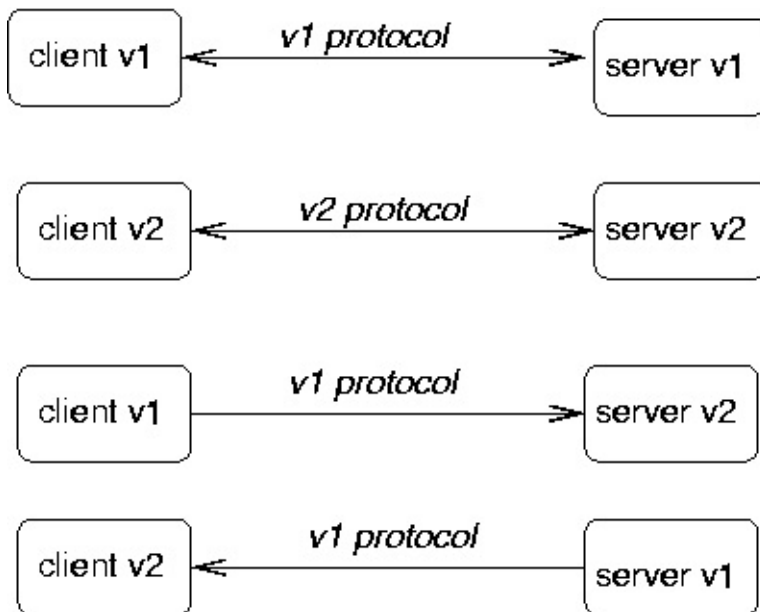 client v1
v1 protocol
server v1
client v2
v2 protocol
server v2
client v1
v1 protocol
server v2
client v2
v1 protocol
server v1